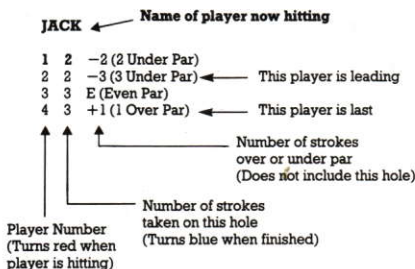 Name of player now hitting
JACK
1 2 −2 (2 Under Par)
2 2 −3 (3 Under Par) This player is leading
3 3 E (Even Par)
4 3 +1 (1 Over Par) This player is last
Number of strokes
over or under par
(Does not include this hole)
Number of strokes
taken on this hole
(Turns blue when finished)
Player Number
(Turns red when
player is hitting)